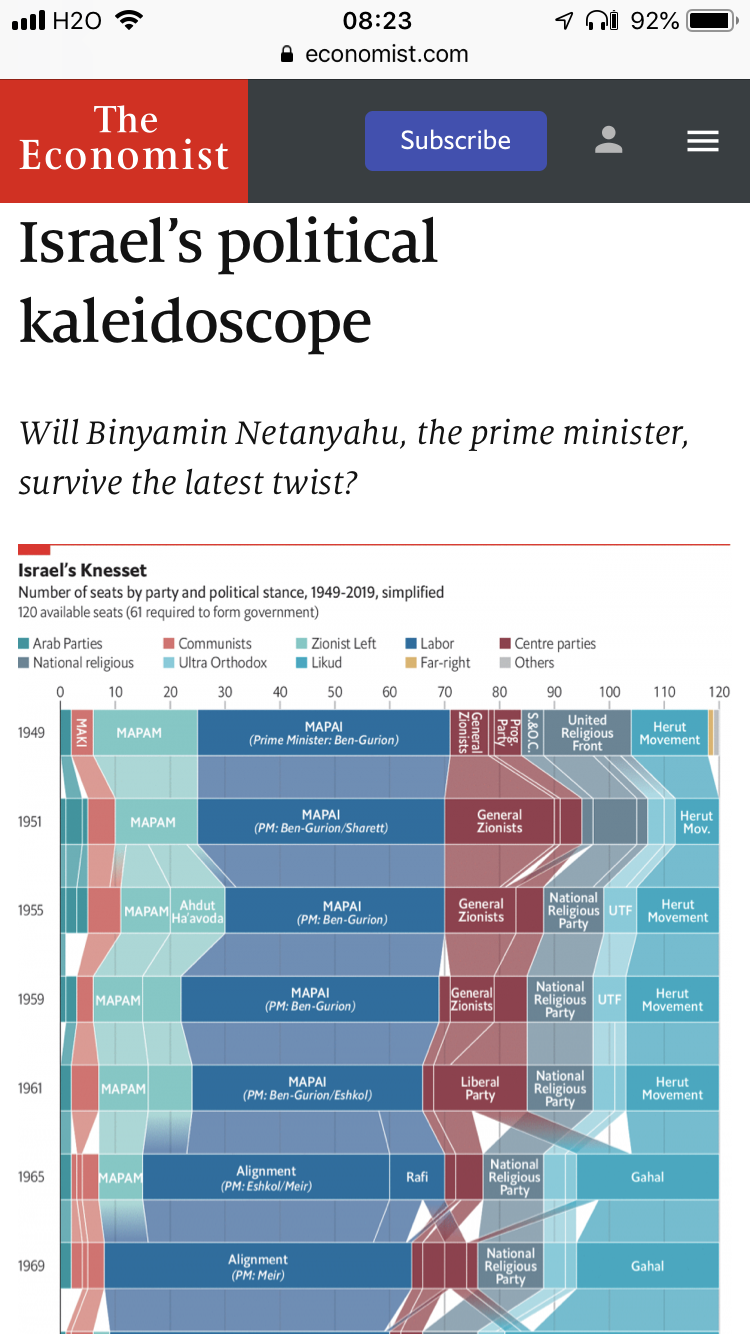 H2O 08:23 92%
economist.com
The
Economist
Subscribe
Israel’s political
kaleidoscope
Will Binyamin Netanyahu, the prime minister,
survive the latest twist?
Israel’s Knesset
Number of seats by party and political stance, 1949-2019, simplified
120 available seats (61 required to form government)
Arab Parties Communists Zionist Left Labor Centre parties
National religious Ultra Orthodox Likud Far-right Others
0 10 20 30 40 50 60 70 80 90 100 110 120
1949
MAKI
MAPAM
MAPAI
(Prime Minister: Ben-Gurion)
General
Zionists
Prog.
Party
S.&O.C.
United
Religious
Front
Herut
Movement
1951
MAPAM
MAPAI
(PM: Ben-Gurion/Sharett)
General
Zionists
Herut
Mov.
1955
MAPAM
Ahdut
Ha'avoda
MAPAI
(PM: Ben-Gurion)
General
Zionists
National
Religious
Party
UTF
Herut
Movement
1959
MAPAM
MAPAI
(PM: Ben-Gurion)
General
Zionists
National
Religious
Party
UTF
Herut
Movement
1961
MAPAM
MAPAI
(PM: Ben-Gurion/Eshkol)
Liberal
Party
National
Religious
Party
Herut
Movement
1965
MAPAM
Alignment
(PM: Eshkol/Meir)
Rafi
National
Religious
Party
Gahal
1969
Alignment
(PM: Meir)
National
Religious
Party
Gahal